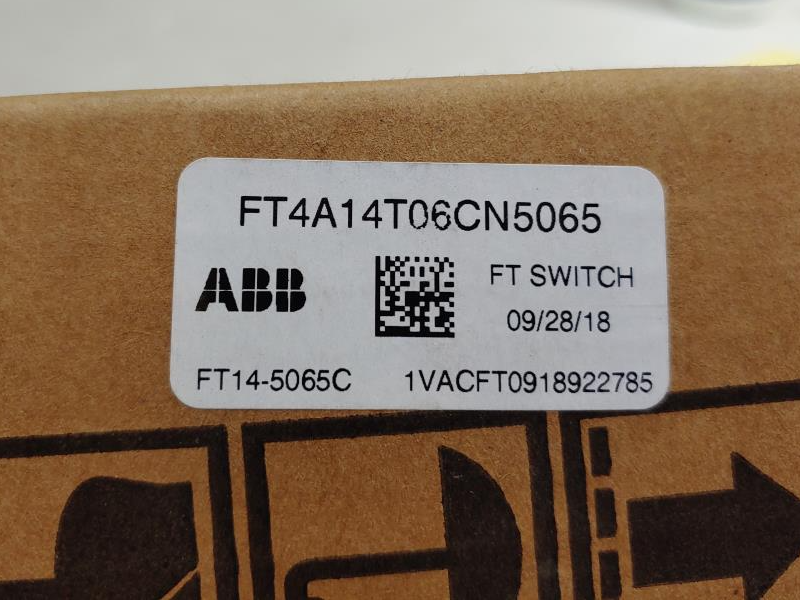 FT4A14T06CN5065
ABB
FT SWITCH
09/28/18
FT14-5065C 1VACFT0918922785